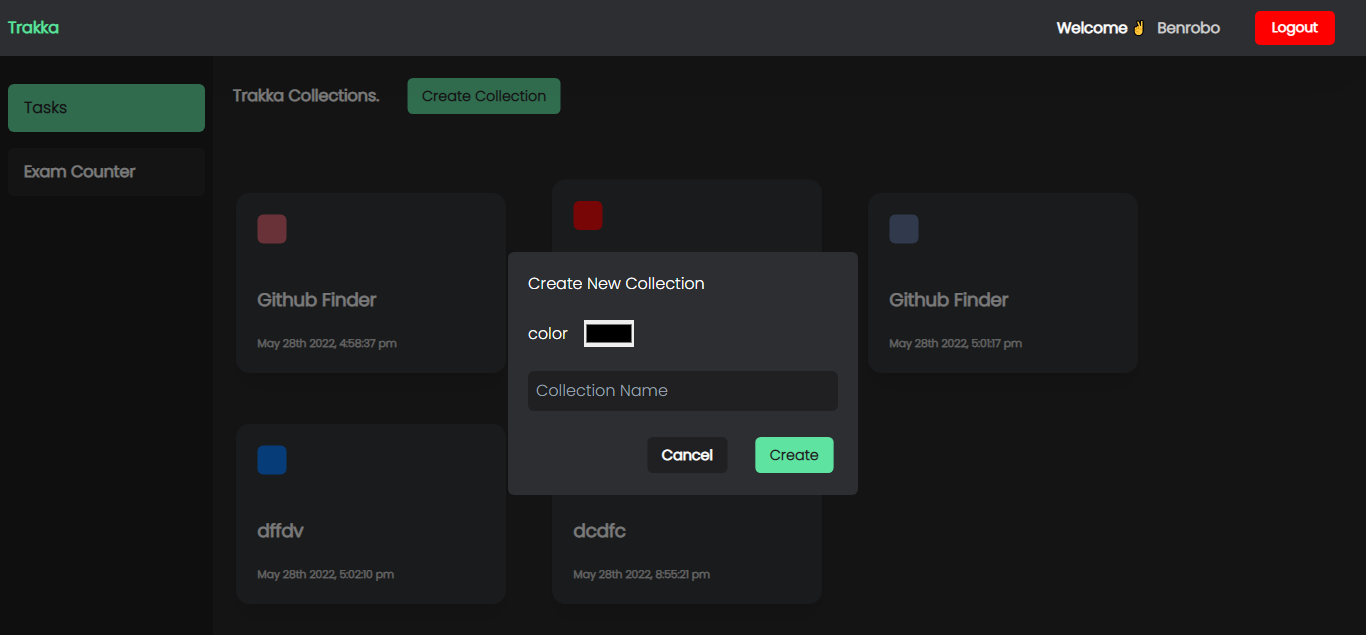 Trakka
Welcome ✌ Benrobo
Logout
Tasks
Exam Counter
Trakka Collections.
Create Collection
Github Finder
May 28th 2022, 4:58:37 pm
Github Finder
May 28th 2022, 5:01:17 pm
Create New Collection
color
Collection Name
Cancel
Create
dffdv
May 28th 2022, 5:02:10 pm
dcdfc
May 28th 2022, 8:55:21 pm